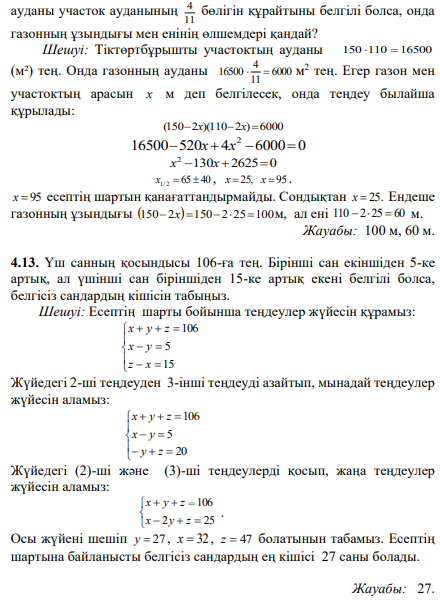 ауданы участок ауданының 4/11 бөлігін құрайтыны белгілі болса, онда
газонның ұзындығы мен енінің өлшемдері қандай?
Шешуі: Тіктөртбұрышты участоктың ауданы 150·110 = 16500
(м²) тең. Онда газонның ауданы 16500·4/11 = 6000 м² тең. Егер газон мен
участоктың арасын x м деп белгілесек, онда теңдеу былайша
құрылады:
(150−2x)(110−2x)=6000
16500−520x+4x²−6000=0
x²−130x+2625=0
x₁/₂ =65±40, x=25, x=95.
x=95 есептің шартын қанағаттандырмайды. Сондықтан x=25. Ендеше
газонның ұзындығы (150−2x)=150−2·25=100м, ал ені 110−2·25=60 м.
Жауабы: 100 м, 60 м.
4.13. Үш санның қосындысы 106-ға тең. Бірінші сан екіншіден 5-ке
артық, ал үшінші сан біріншіден 15-ке артық екені белгілі болса,
белгісіз сандардың кішісін табыңыз.
Шешуі: Есептің шарты бойынша теңдеулер жүйесін құрамыз:
x+y+z=106
x−y=5
z−x=15
Жүйедегі 2-ші теңдеуден 3-інші теңдеуді азайтып, мынадай теңдеулер
жүйесін аламыз:
x+y+z=106
x−y=5
−y+z=20
Жүйедегі (2)-ші және (3)-ші теңдеулерді қосып, жаңа теңдеулер
жүйесін аламыз:
x+y+z=106
x−2y+z=25 .
Осы жүйені шешіп y=27, x=32, z=47 болатынын табамыз. Есептің
шартына байланысты белгісіз сандардың ең кішісі 27 саны болады.
Жауабы: 27.